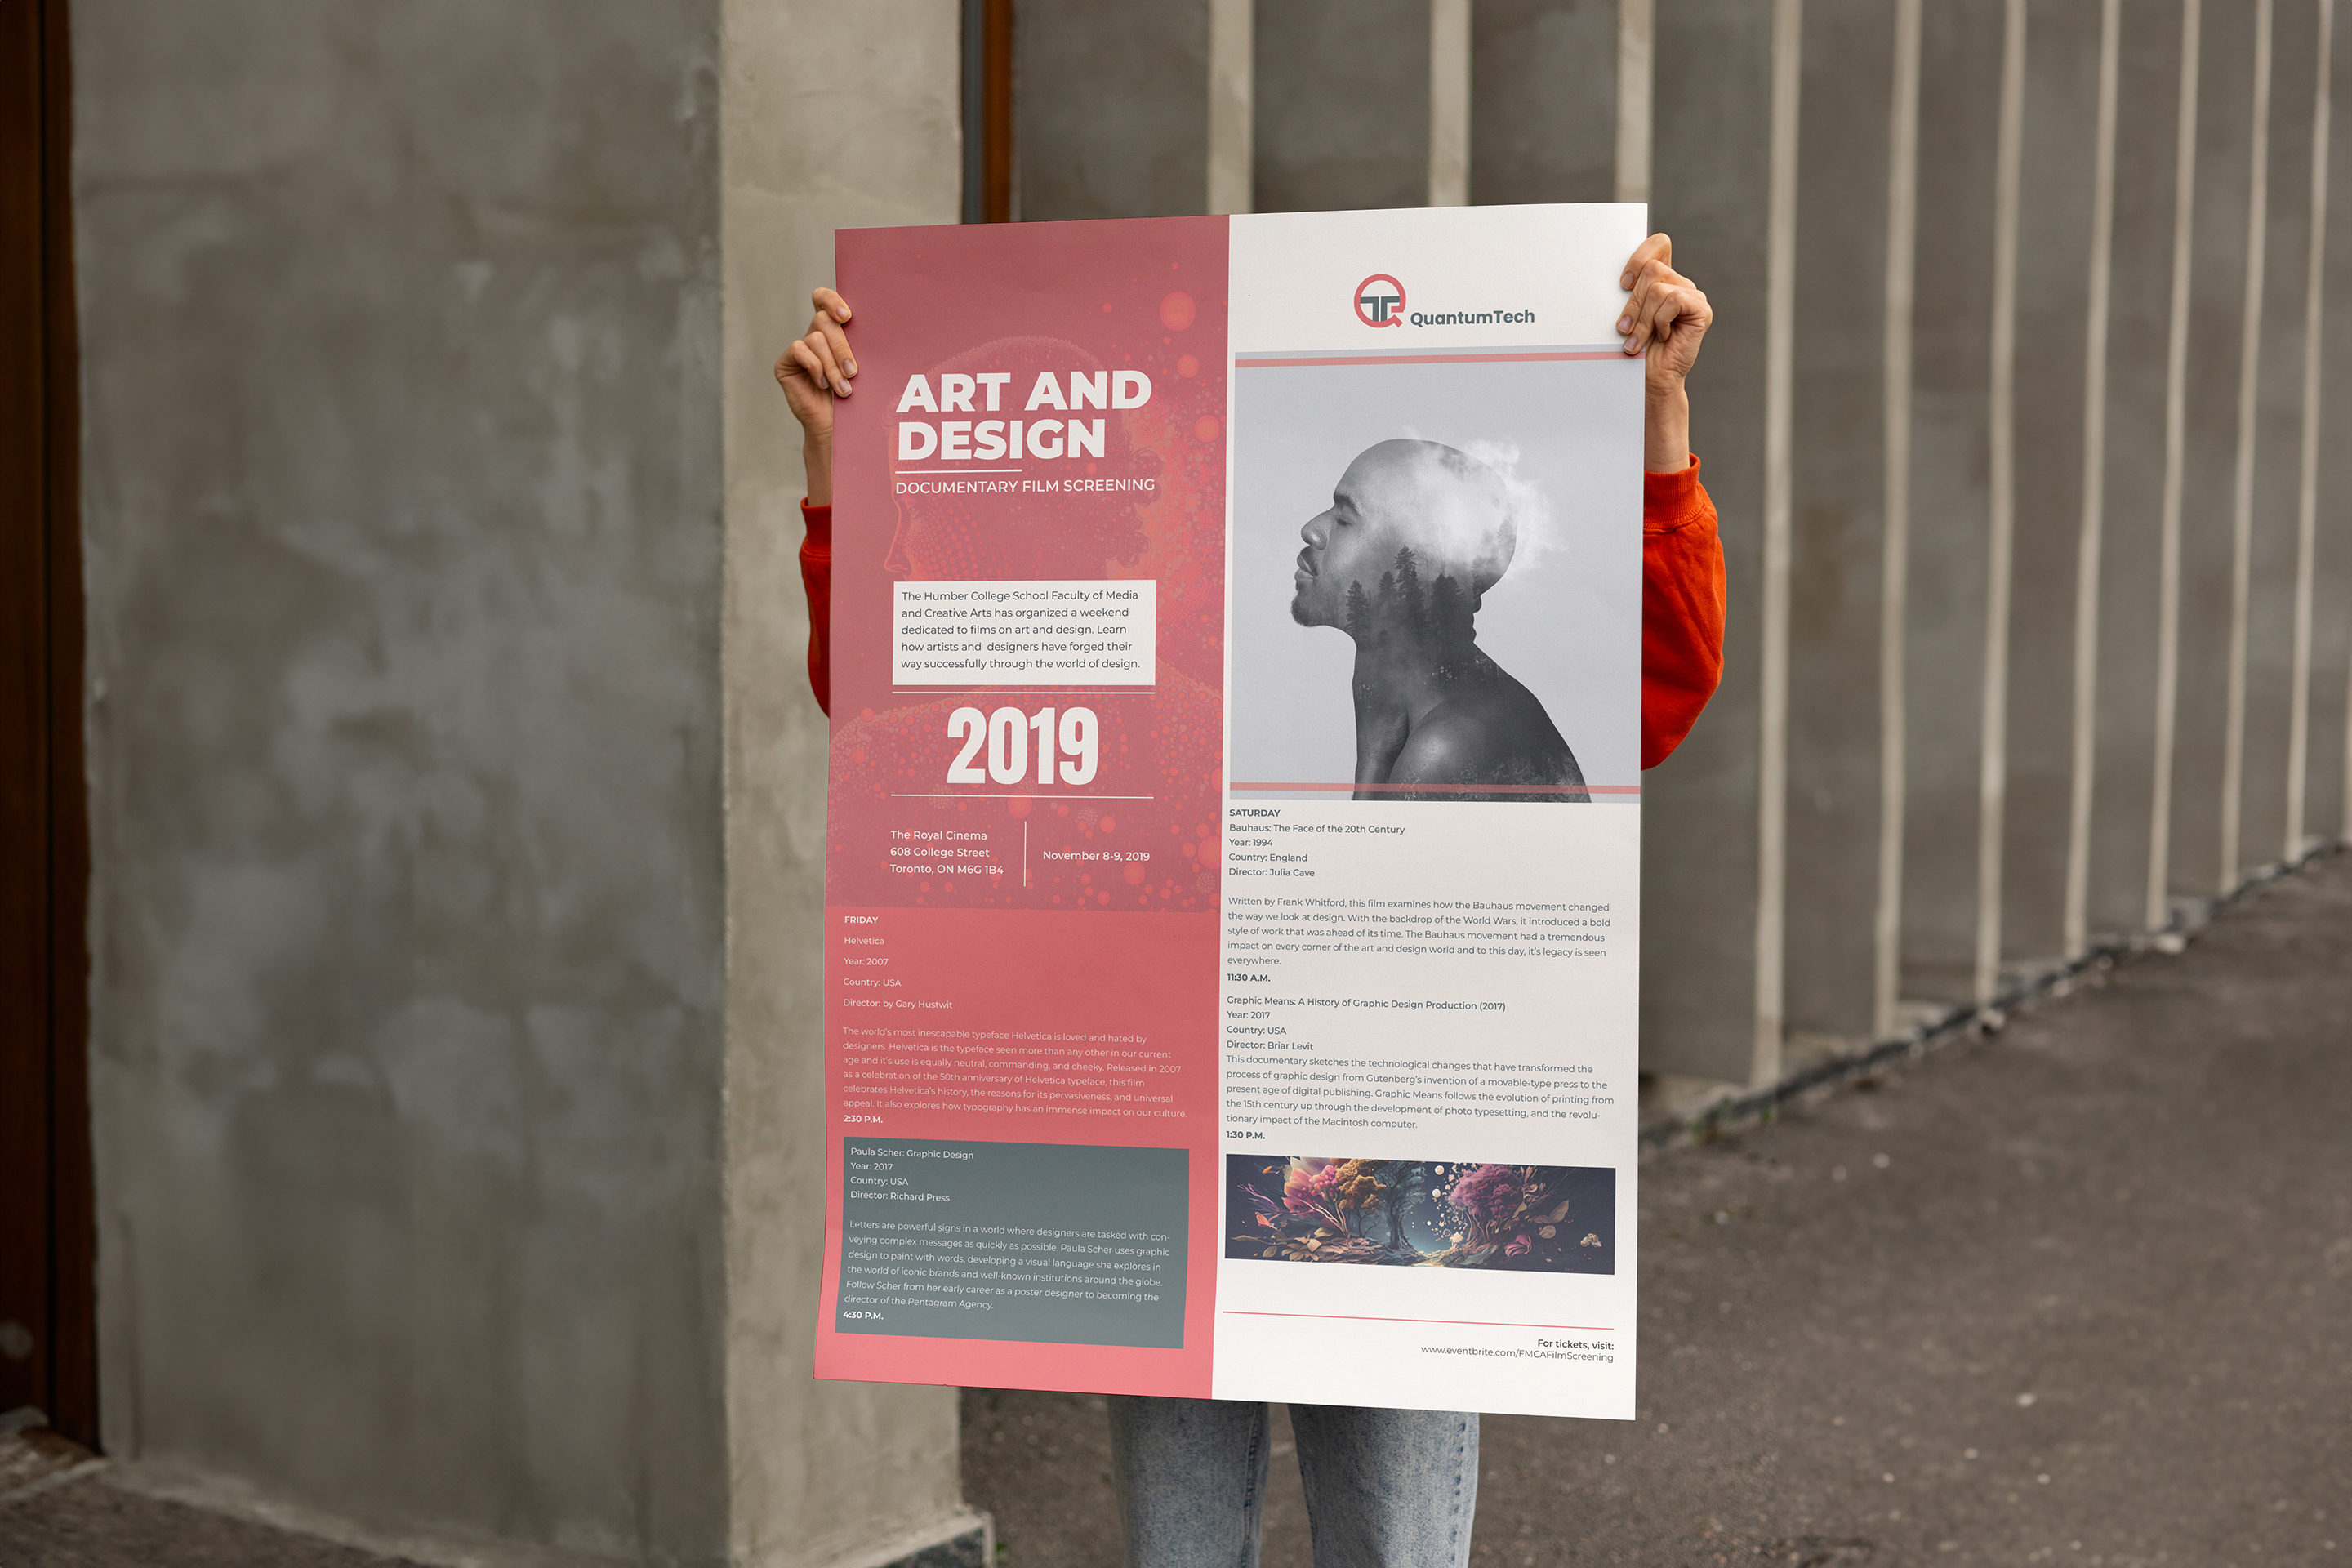 ART AND
DESIGN
DOCUMENTARY FILM SCREENING
The Humber College School Faculty of Media
and Creative Arts has organized a weekend
dedicated to films on art and design. Learn
how artists and designers have forged their
way successfully through the world of design.
2019
The Royal Cinema
608 College Street
Toronto, ON M6G 1B4
November 8-9, 2019
FRIDAY
Helvetica
Year: 2007
Country: USA
Director: by Gary Hustwit
The world's most inescapable typeface Helvetica is loved and hated by
designers. Helvetica is the typeface seen more than any other in our current
age and it's use is equally neutral, commanding, and cheeky. Released in 2007
as a celebration of the 50th anniversary of Helvetica typeface, this film
celebrates Helvetica's history, the reasons for its pervasiveness, and universal
appeal. It also explores how typography has an immense impact on our culture.
2:30 P.M.
Paula Scher: Graphic Design
Year: 2017
Country: USA
Director: Richard Press
Letters are powerful signs in a world where designers are tasked with con-
veying complex messages as quickly as possible. Paula Scher uses graphic
design to paint with words, developing a visual language she explores in
the world of iconic brands and well-known institutions around the globe.
Follow Scher from her early career as a poster designer to becoming the
director of the Pentagram Agency.
4:30 P.M.
QuantumTech
SATURDAY
Bauhaus: The Face of the 20th Century
Year: 1994
Country: England
Director: Julia Cave
Written by Frank Whitford, this film examines how the Bauhaus movement changed
the way we look at design. With the backdrop of the World Wars, it introduced a bold
style of work that was ahead of its time. The Bauhaus movement had a tremendous
impact on every corner of the art and design world and to this day, it's legacy is seen
everywhere.
11:30 A.M.
Graphic Means: A History of Graphic Design Production (2017)
Year: 2017
Country: USA
Director: Briar Levit
This documentary sketches the technological changes that have transformed the
process of graphic design from Gutenberg's invention of a movable-type press to the
present age of digital publishing. Graphic Means follows the evolution of printing from
the 15th century up through the development of photo typesetting, and the revolu-
tionary impact of the Macintosh computer.
1:30 P.M.
For tickets, visit:
www.eventbrite.com/FMCAFilmScreening